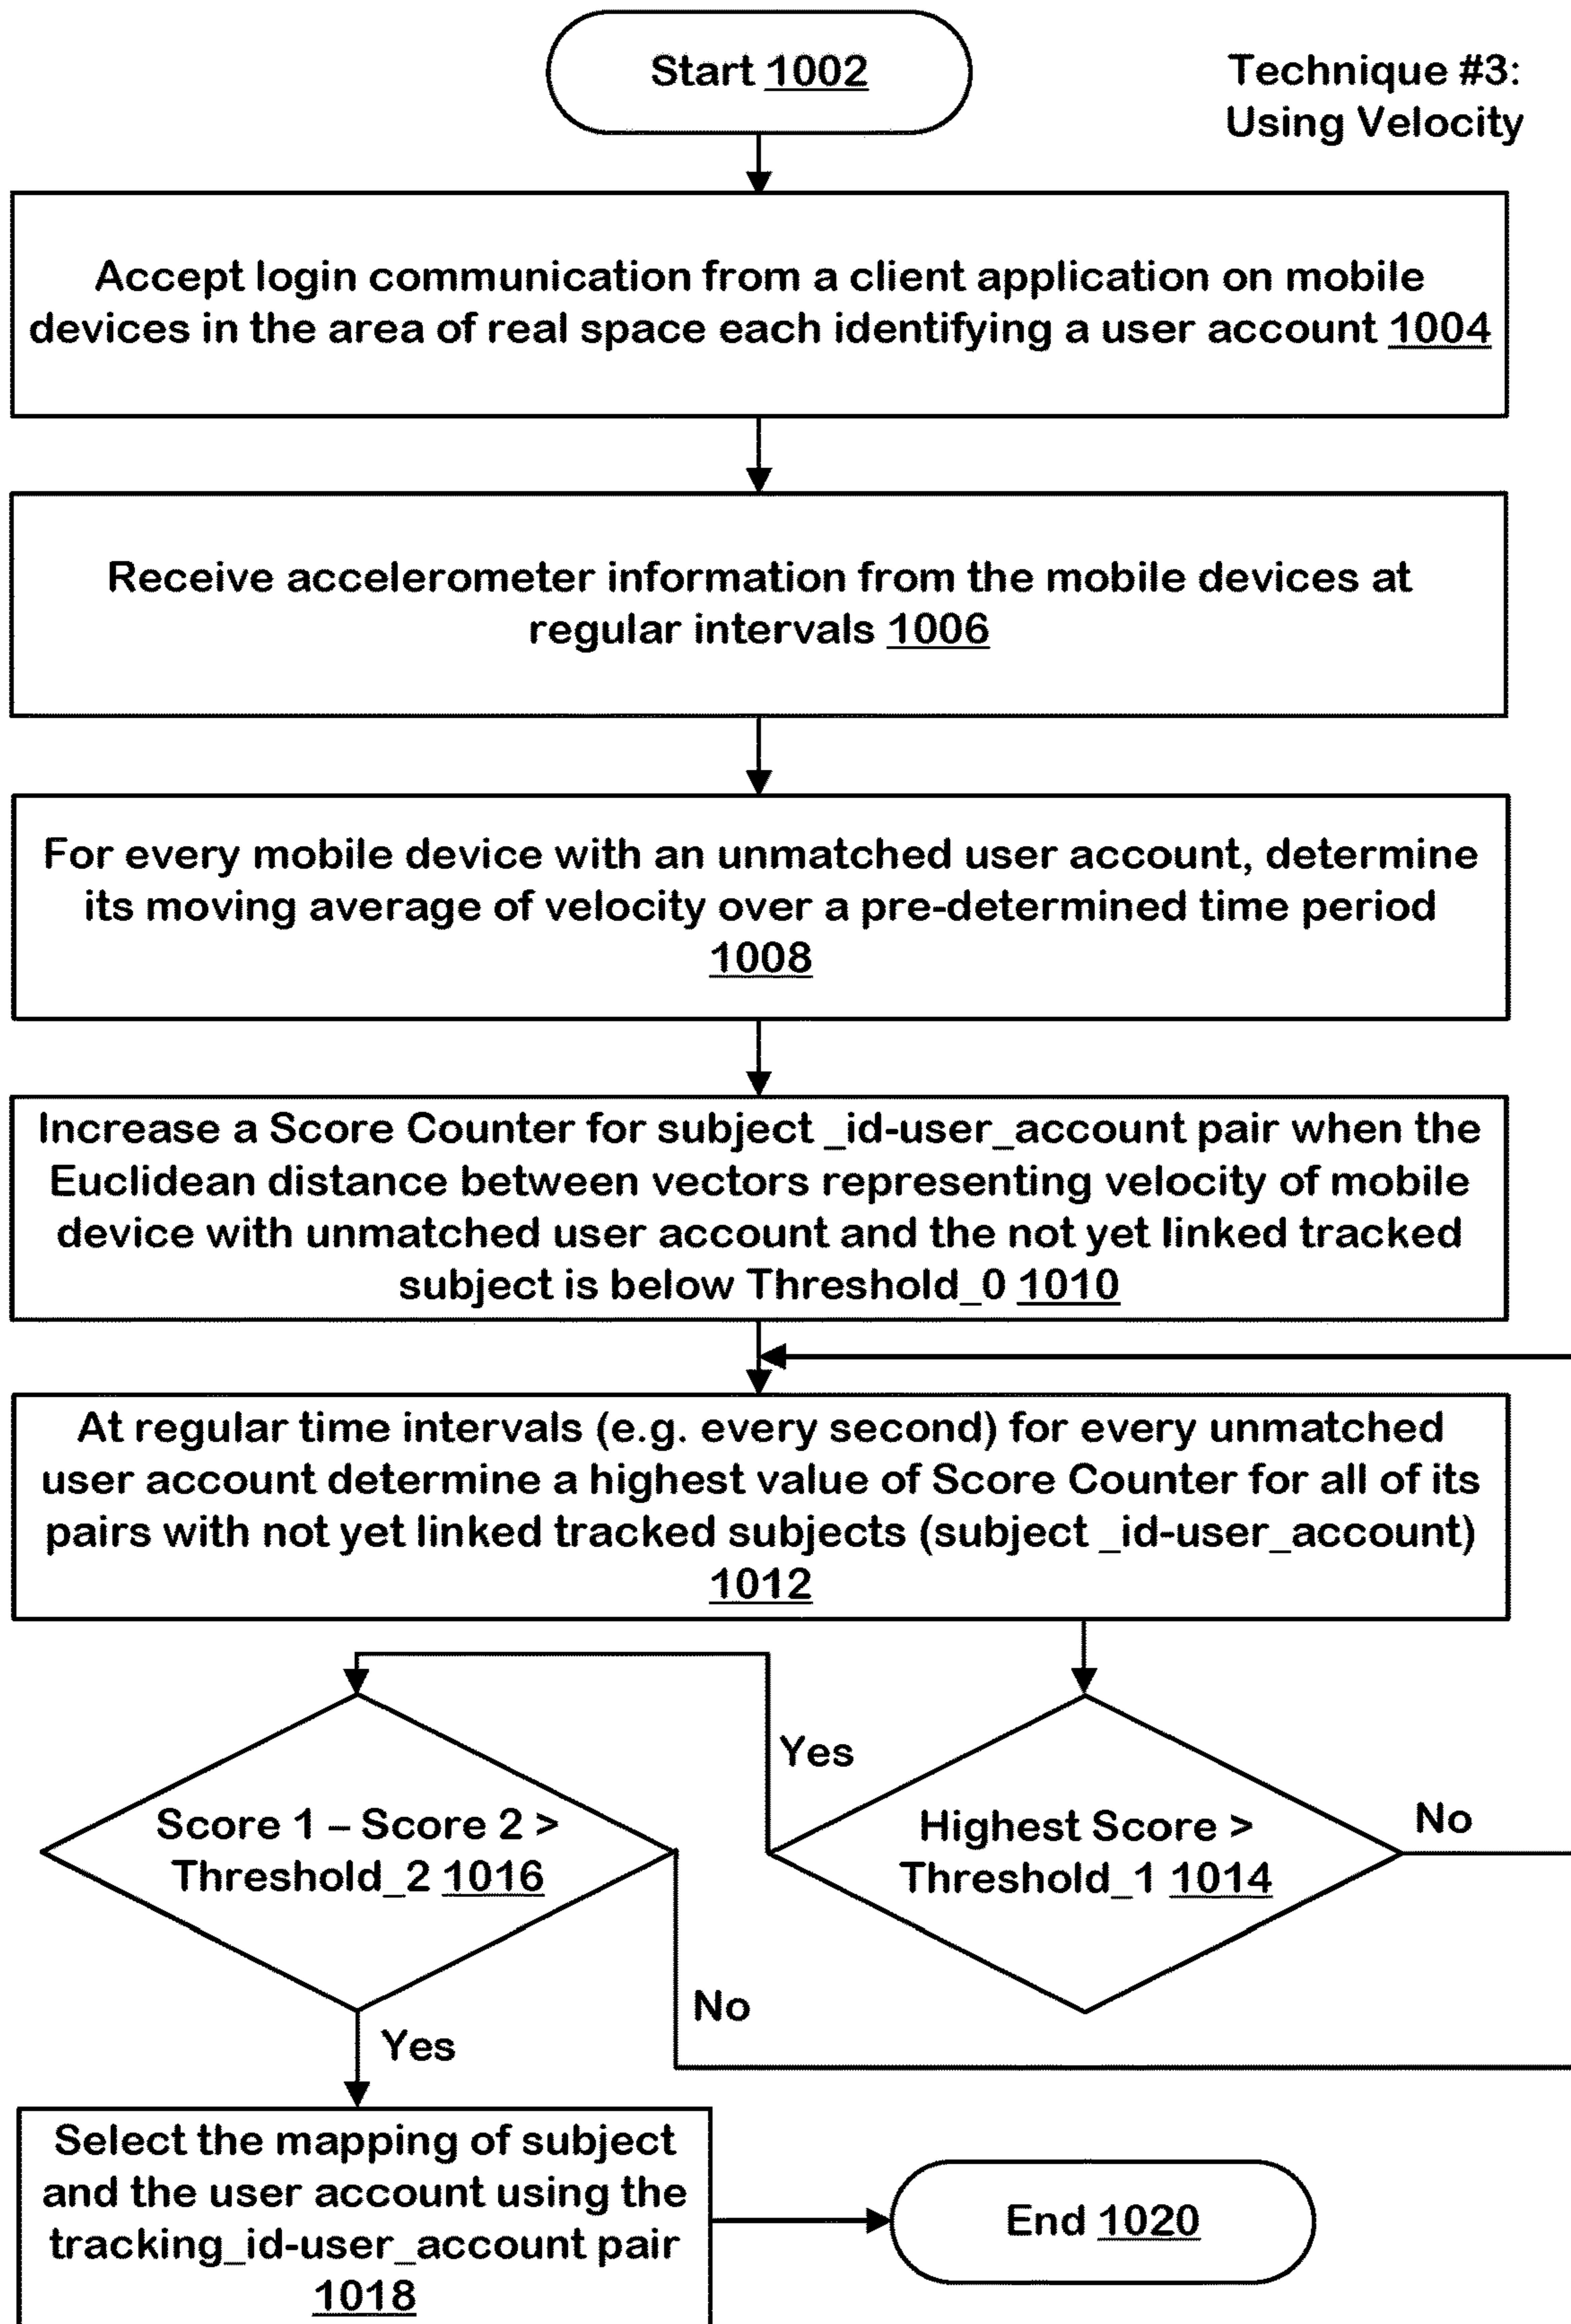 Start 1002
Technique #3:
Using Velocity
Accept login communication from a client application on mobile
devices in the area of real space each identifying a user account 1004
Receive accelerometer information from the mobile devices at
regular intervals 1006
For every mobile device with an unmatched user account, determine
its moving average of velocity over a pre-determined time period
1008
Increase a Score Counter for subject _id-user_account pair when the
Euclidean distance between vectors representing velocity of mobile
device with unmatched user account and the not yet linked tracked
subject is below Threshold_0 1010
At regular time intervals (e.g. every second) for every unmatched
user account determine a highest value of Score Counter for all of its
pairs with not yet linked tracked subjects (subject _id-user_account)
1012
Highest Score >
Threshold_1 1014
Yes
No
Score 1 – Score 2 >
Threshold_2 1016
No
Yes
Select the mapping of subject
and the user account using the
tracking_id-user_account pair
1018
End 1020